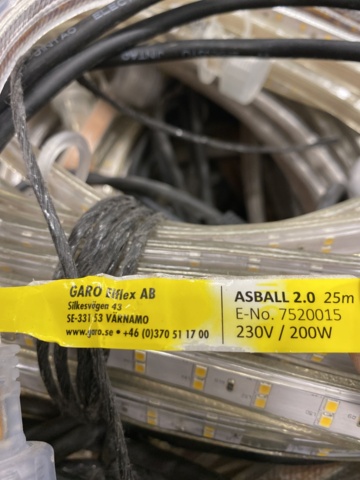 GARO Elflex AB
Silkesvägen 43
SE-331 53 VÄRNAMO
www.garo.se • +46 (0)370 51 17 00
ASBALL 2.0 25m
E-No. 7520015
230V / 200W